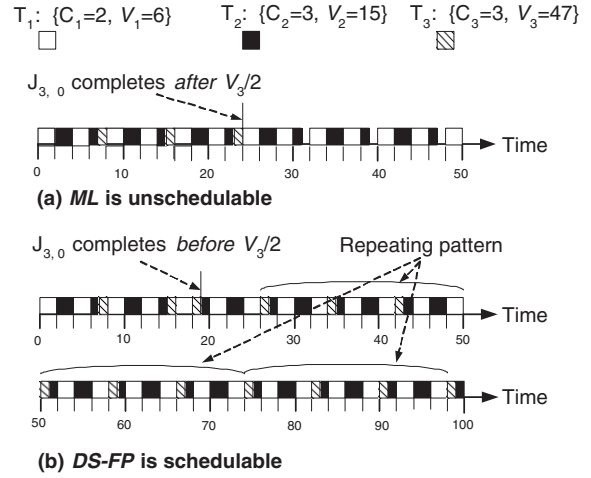 T1: {C1=2, V1=6} T2: {C2=3, V2=15} T3: {C3=3, V3=47}
J3, 0 completes after V3/2
Time
0 10 20 30 40 50
(a) ML is unschedulable
J3,0 completes before V3/2 Repeating pattern
Time
0 10 20 30 40 50
Time
50 60 70 80 90 100
(b) DS-FP is schedulable